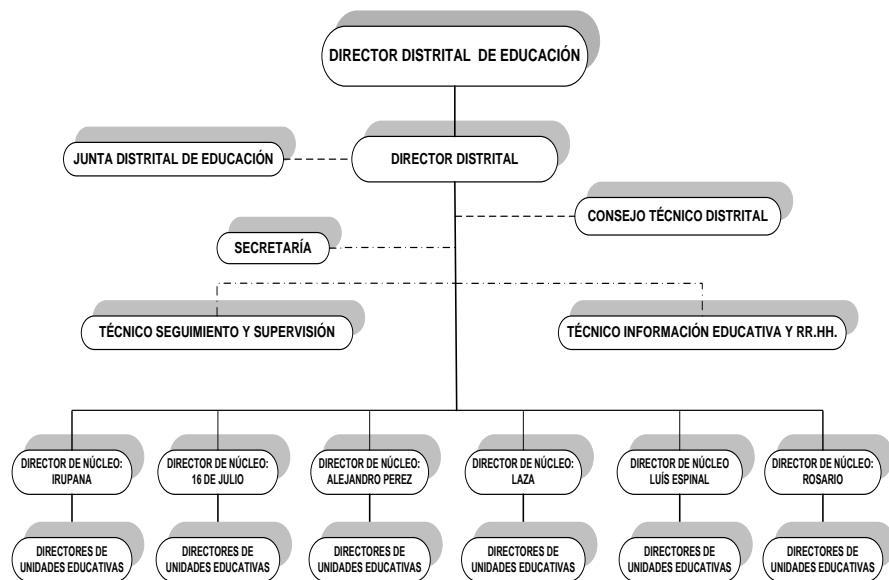 DIRECTOR DISTRITAL DE EDUCACIÓN
JUNTA DISTRITAL DE EDUCACIÓN
DIRECTOR DISTRITAL
CONSEJO TÉCNICO DISTRITAL
SECRETARÍA
TÉCNICO SEGUIMIENTO Y SUPERVISIÓN
TÉCNICO INFORMACIÓN EDUCATIVA Y RR.HH.
DIRECTOR DE NÚCLEO:
IRUPANA
DIRECTOR DE NÚCLEO:
16 DE JULIO
DIRECTOR DE NÚCLEO:
ALEJANDRO PEREZ
DIRECTOR DE NÚCLEO:
LAZA
DIRECTOR DE NÚCLEO
LUÍS ESPINAL
DIRECTOR DE NÚCLEO:
ROSARIO
DIRECTORES DE
UNIDADES EDUCATIVAS
DIRECTORES DE
UNIDADES EDUCATIVAS
DIRECTORES DE
UNIDADES EDUCATIVAS
DIRECTORES DE
UNIDADES EDUCATIVAS
DIRECTORES DE
UNIDADES EDUCATIVAS
DIRECTORES DE
UNIDADES EDUCATIVAS